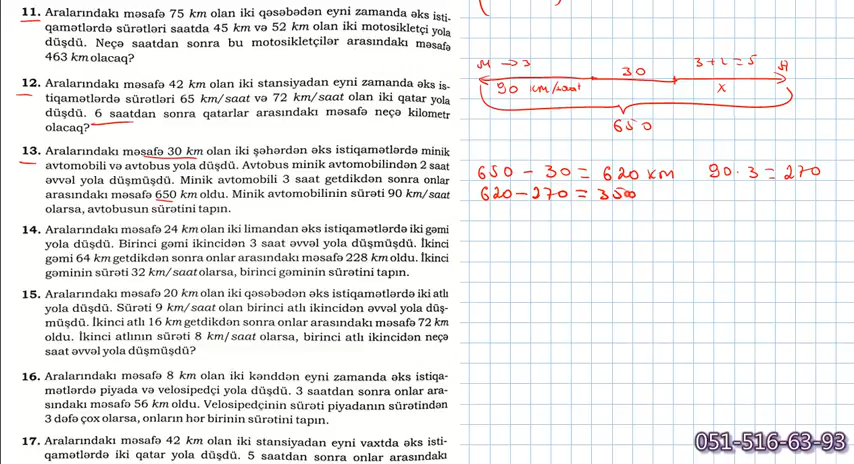 11. Aralarındakı məsafə 75 km olan iki qəsəbədən eyni zamanda əks isti-
qamətlərdə sürətləri saatda 45 km və 52 km olan iki motosikletçi yola
düşdü. Neçə saatdan sonra bu motosikletçilər arasındakı məsafə
463 km olacaq?
12. Aralarındakı məsafə 42 km olan iki stansiyadan eyni zamanda əks is-
tiqamətlərdə sürətləri 65 km/saat və 72 km/saat olan iki qatar yola
düşdü. 6 saatdan sonra qatarlar arasındakı məsafə neçə kilometr
olacaq?
13. Aralarındakı məsafə 30 km olan iki şəhərdən əks istiqamətlərdə minik
avtomobili və avtobus yola düşdü. Avtobus minik avtomobilindən 2 saat
əvvəl yola düşmüşdü. Minik avtomobili 3 saat getdikdən sonra onlar
arasındakı məsafə 650 km oldu. Minik avtomobilinin sürəti 90 km/saat
olarsa, avtobusun sürətini tapın.
14. Aralarındakı məsafə 24 km olan iki limandan əks istiqamətlərdə iki gəmi
yola düşdü. Birinci gəmi ikincidən 3 saat əvvəl yola düşmüşdü. İkinci
gəmi 64 km getdikdən sonra onlar arasındakı məsafə 228 km oldu. İkinci
gəminin sürəti 32 km/saat olarsa, birinci gəminin sürətini tapın.
15. Aralarındakı məsafə 20 km olan iki qəsəbədən əks istiqamətlərdə iki atlı
yola düşdü. Sürəti 9 km/saat olan birinci atlı ikincidən əvvəl yola düş-
müşdü. İkinci atlı 16 km getdikdən sonra onlar arasındakı məsafə 72 km
oldu. İkinci atlının sürəti 8 km/saat olarsa, birinci atlı ikincidən neçə
saat əvvəl yola düşmüşdü?
16. Aralarındakı məsafə 8 km olan iki kənddən eyni zamanda əks istiqa-
mətlərdə piyada və velosipedçi yola düşdü. 3 saatdan sonra onlar ara-
sındakı məsafə 56 km oldu. Velosipedçinin sürəti piyadanın sürətindən
3 dəfə çox olarsa, onların hər birinin sürətini tapın.
17. Aralarındakı məsafə 42 km olan iki stansiyadan eyni vaxtda əks isti-
qamətlərdə iki qatar yola düşdü. 5 saatdan sonra onlar arasındakı
M → 3 3 + 2 = 5 A
30
90 km/saat x
650
650 - 30 = 620 km 90 · 3 = 270
620 - 270 = 350
051-516-63-93